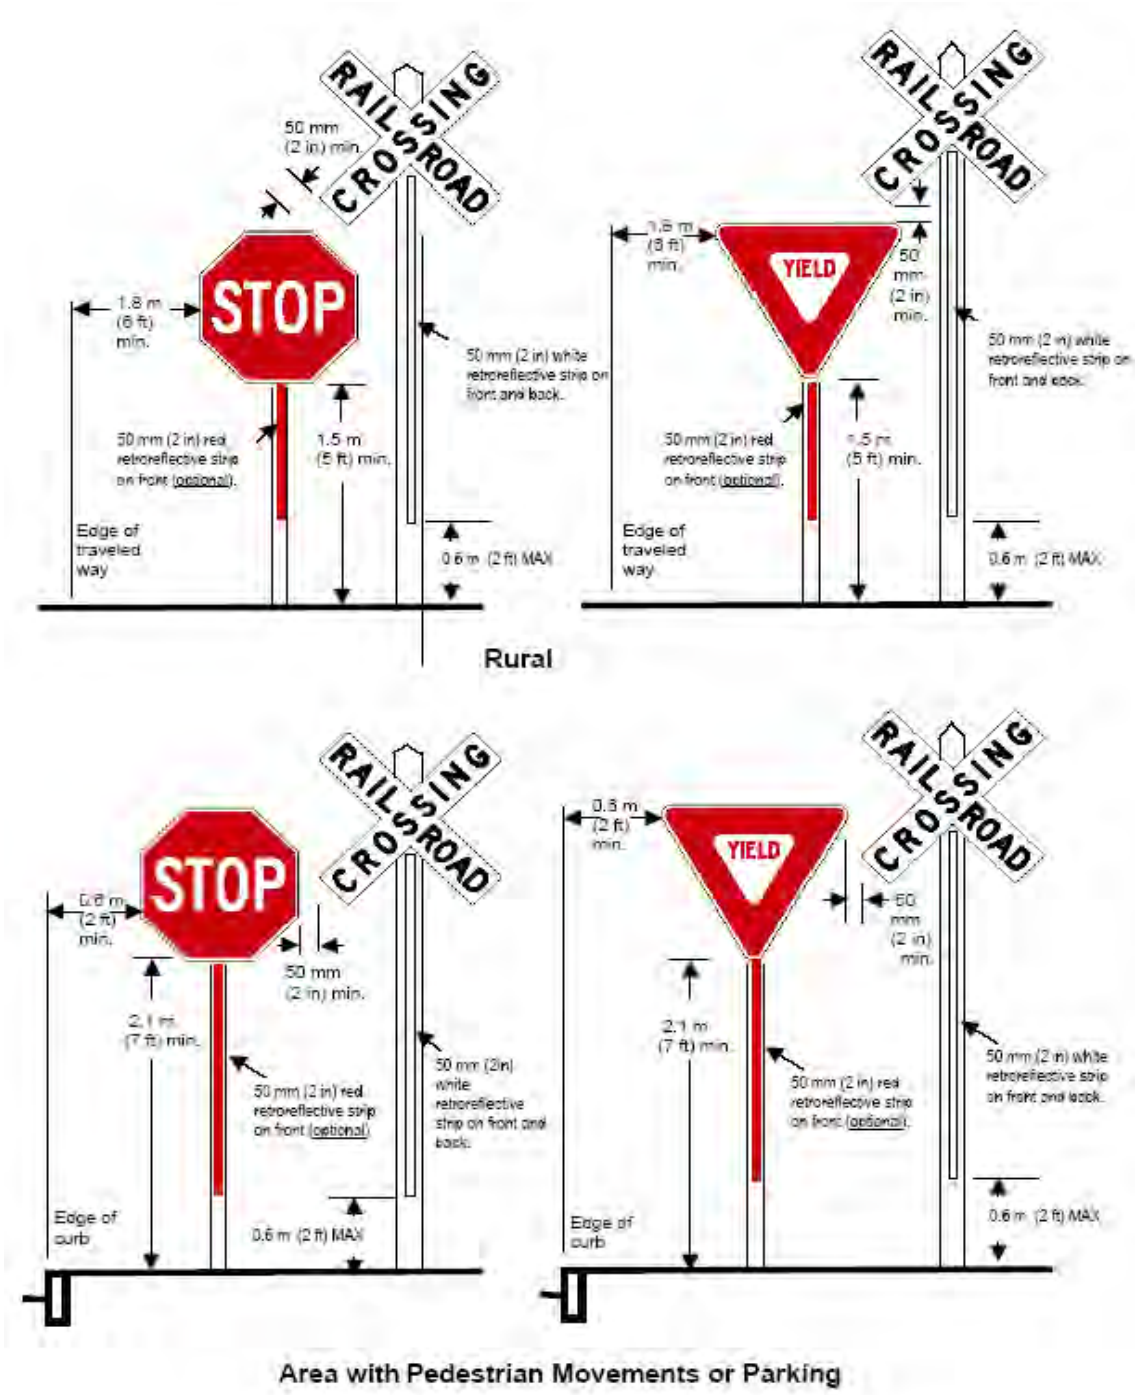 RAILROAD
CROSSING
50 mm
(2 in) min.
STOP
1.8 m
(6 ft)
min.
50 mm (2 in) white
retroreflective strip on
front and back.
50 mm (2 in) red
retroreflective strip
on front (optional).
1.5 m
(5 ft) min.
Edge of
traveled
way
0.6 m (2 ft) MAX
RAILROAD
CROSSING
1.8 m
(6 ft)
min.
YIELD
50
mm
(2 in)
min.
50 mm (2 in) white
retroreflective strip on
front and back.
50 mm (2 in) red
retroreflective strip
on front (optional).
1.5 m
(5 ft) min.
Edge of
traveled
way
0.6 m (2 ft) MAX
Rural
RAILROAD
CROSSING
STOP
0.6 m
(2 ft)
min.
50 mm
(2 in) min.
2.1 m
(7 ft) min.
50 mm (2in)
white
retroreflective
strip on front and
back.
50 mm (2 in) red
retroreflective strip
on front (optional)
Edge of
curb
0.6 m (2 ft) MAX
RAILROAD
CROSSING
0.6 m
(2 ft)
min.
YIELD
50
mm
(2 in)
min.
2.1 m
(7 ft) min.
50 mm (2 in) white
retroreflective strip
on front and back.
50 mm (2 in) red
retroreflective strip
on front (optional).
Edge of
curb
0.6 m (2 ft) MAX
Area with Pedestrian Movements or Parking